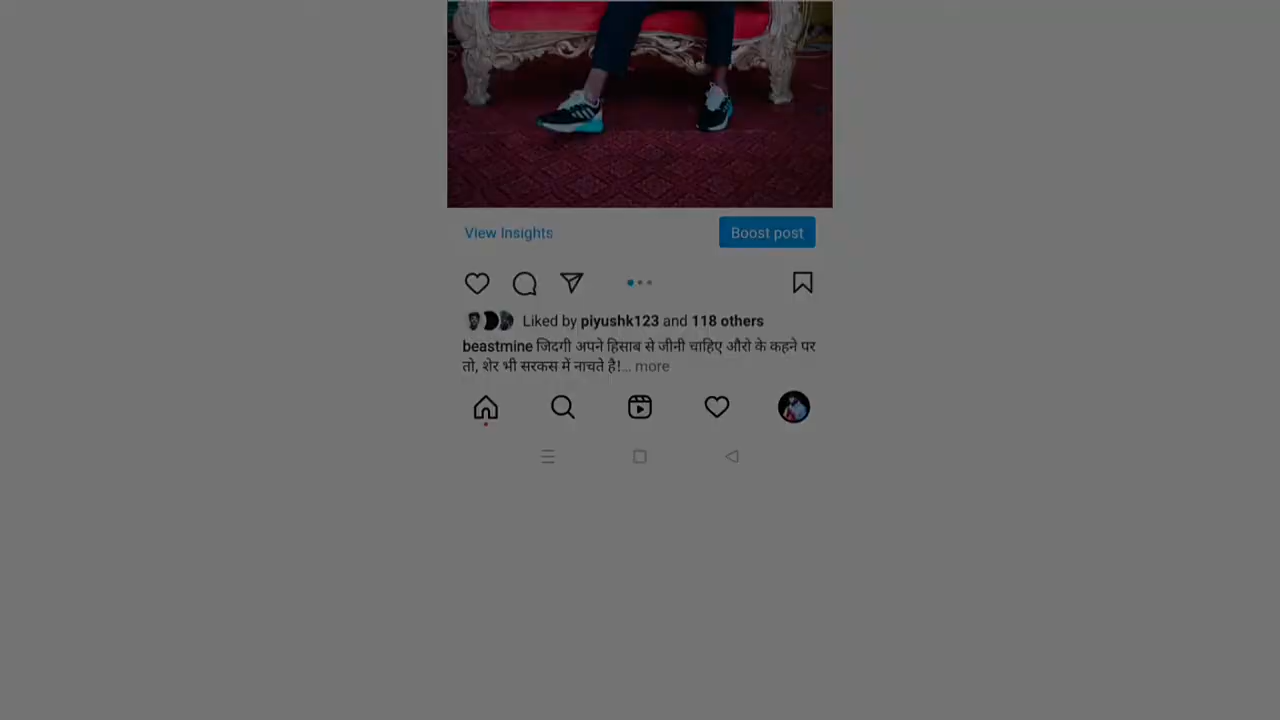 View Insights
Boost post
Liked by piyushk123 and 118 others
beastmine जिदगी अपने हिसाब से जीनी चाहिए औरो के कहने पर
तो, शेर भी सरकस में नाचते है!... more